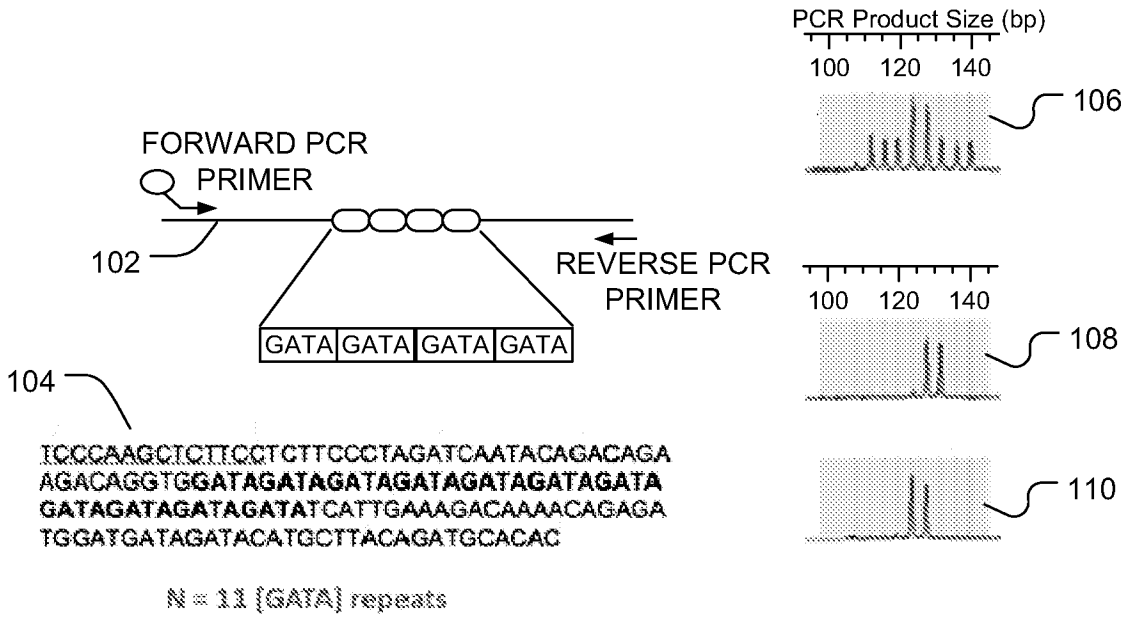 PCR Product Size (bp)
100 120 140
106
FORWARD PCR
PRIMER
102
REVERSE PCR
PRIMER
GATA GATA GATA GATA
100 120 140
108
104
TCCCAAGCTCTTCCTCTTCCCTAGATCAATACAGACAGA
AGACAGGTGGATAGATAGATAGATAGATAGATAGATA
GATAGATAGATAGATATCATTGAAAGACAAAACAGAGA
TGGATGATAGATACATGCTTACAGATGCACAC
110
N = 11 [GATA] repeats